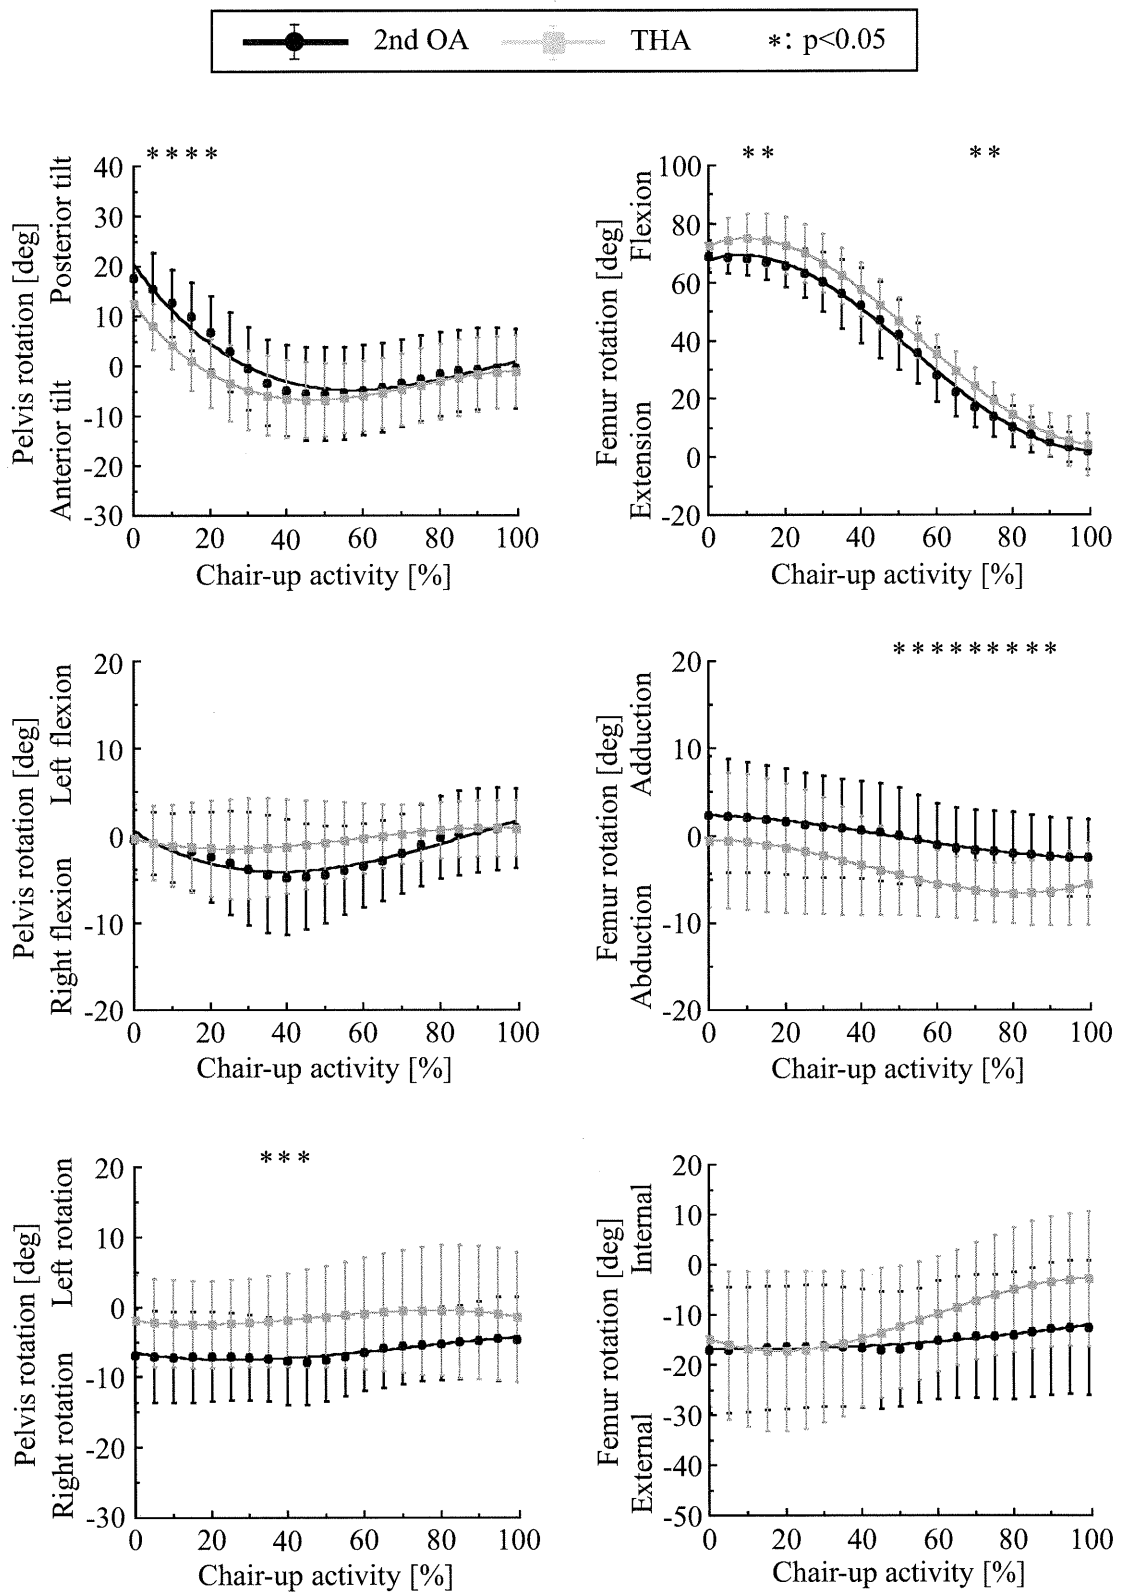 2nd OA THA *: p<0.05
****
40
30
20
10
0
-10
-20
-30
Pelvis rotation [deg]
Anterior tilt Posterior tilt
0 20 40 60 80 100
Chair-up activity [%]
** **
100
80
60
40
20
0
-20
Femur rotation [deg]
Extension Flexion
0 20 40 60 80 100
Chair-up activity [%]
20
10
0
-10
-20
Pelvis rotation [deg]
Right flexion Left flexion
0 20 40 60 80 100
Chair-up activity [%]
*********
20
10
0
-10
-20
Femur rotation [deg]
Abduction Adduction
0 20 40 60 80 100
Chair-up activity [%]
***
20
10
0
-10
-20
-30
Pelvis rotation [deg]
Right rotation Left rotation
0 20 40 60 80 100
Chair-up activity [%]
20
10
0
-10
-20
-30
-40
-50
Femur rotation [deg]
External Internal
0 20 40 60 80 100
Chair-up activity [%]